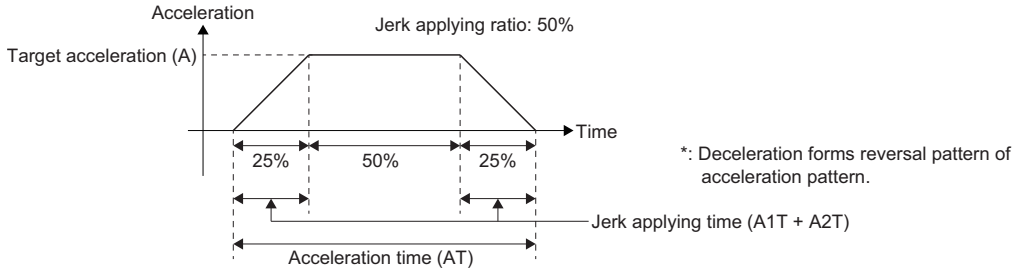 Acceleration
Jerk applying ratio: 50%
Target acceleration (A)
Time
25%
50%
25%
*: Deceleration forms reversal pattern of
acceleration pattern.
Jerk applying time (A1T + A2T)
Acceleration time (AT)